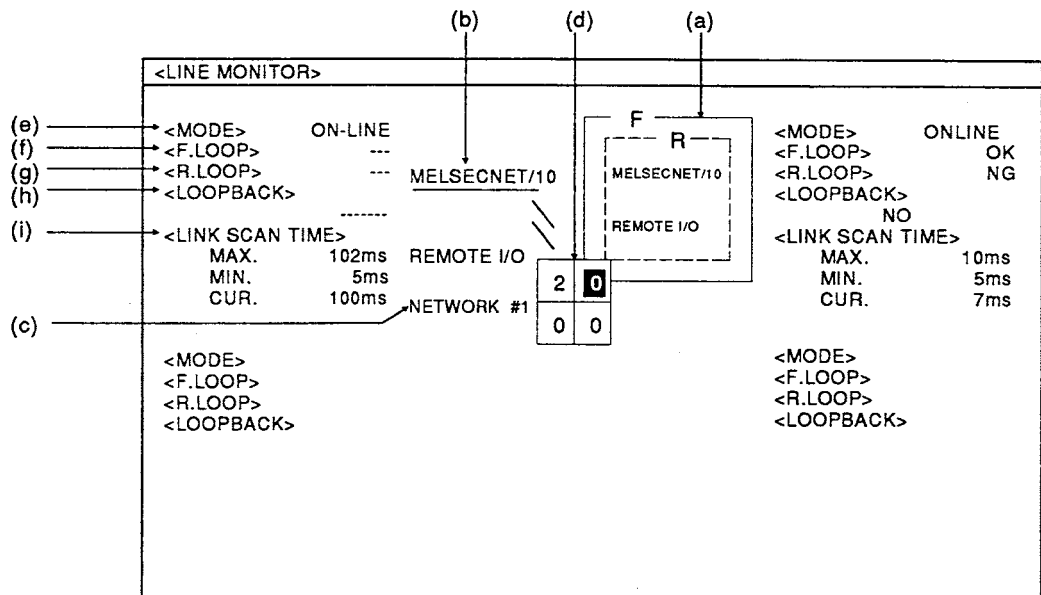 (b) (d) (a)
<LINE MONITOR>
(e)
(f)
(g)
(h)
(i)
(c)
<MODE> ON-LINE
<F.LOOP> ---
<R.LOOP> ---
<LOOPBACK>
------
<LINK SCAN TIME>
MAX. 102ms
MIN. 5ms
CUR. 100ms
<MODE>
<F.LOOP>
<R.LOOP>
<LOOPBACK>
MELSECNET/10
REMOTE I/O
NETWORK #1
2 0
0 0
F
R
MELSECNET/10
REMOTE I/O
<MODE> ONLINE
<F.LOOP> OK
<R.LOOP> NG
<LOOPBACK>
NO
<LINK SCAN TIME>
MAX. 10ms
MIN. 5ms
CUR. 7ms
<MODE>
<F.LOOP>
<R.LOOP>
<LOOPBACK>